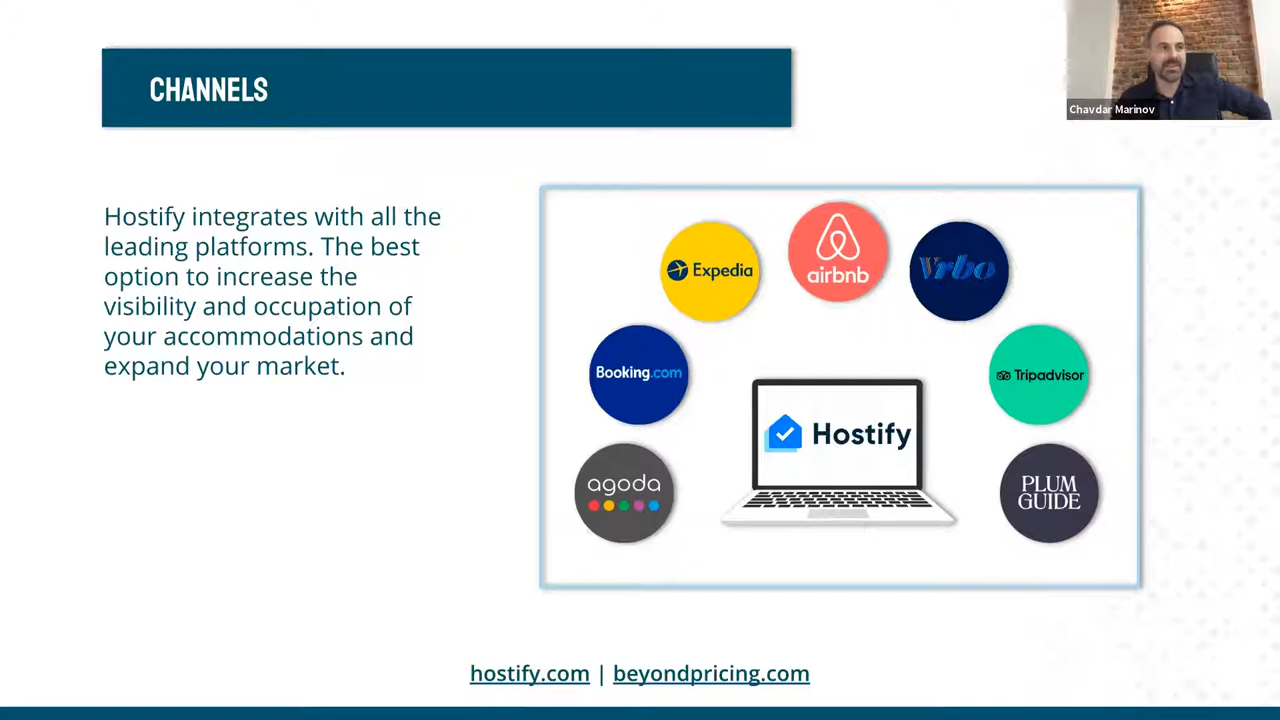 CHANNELS
Chavdar Marinov
Hostify integrates with all the
leading platforms. The best
option to increase the
visibility and occupation of
your accommodations and
expand your market.
Expedia
airbnb
Vrbo
Booking.com
Tripadvisor
Hostify
agoda
PLUM
GUIDE
hostify.com | beyondpricing.com